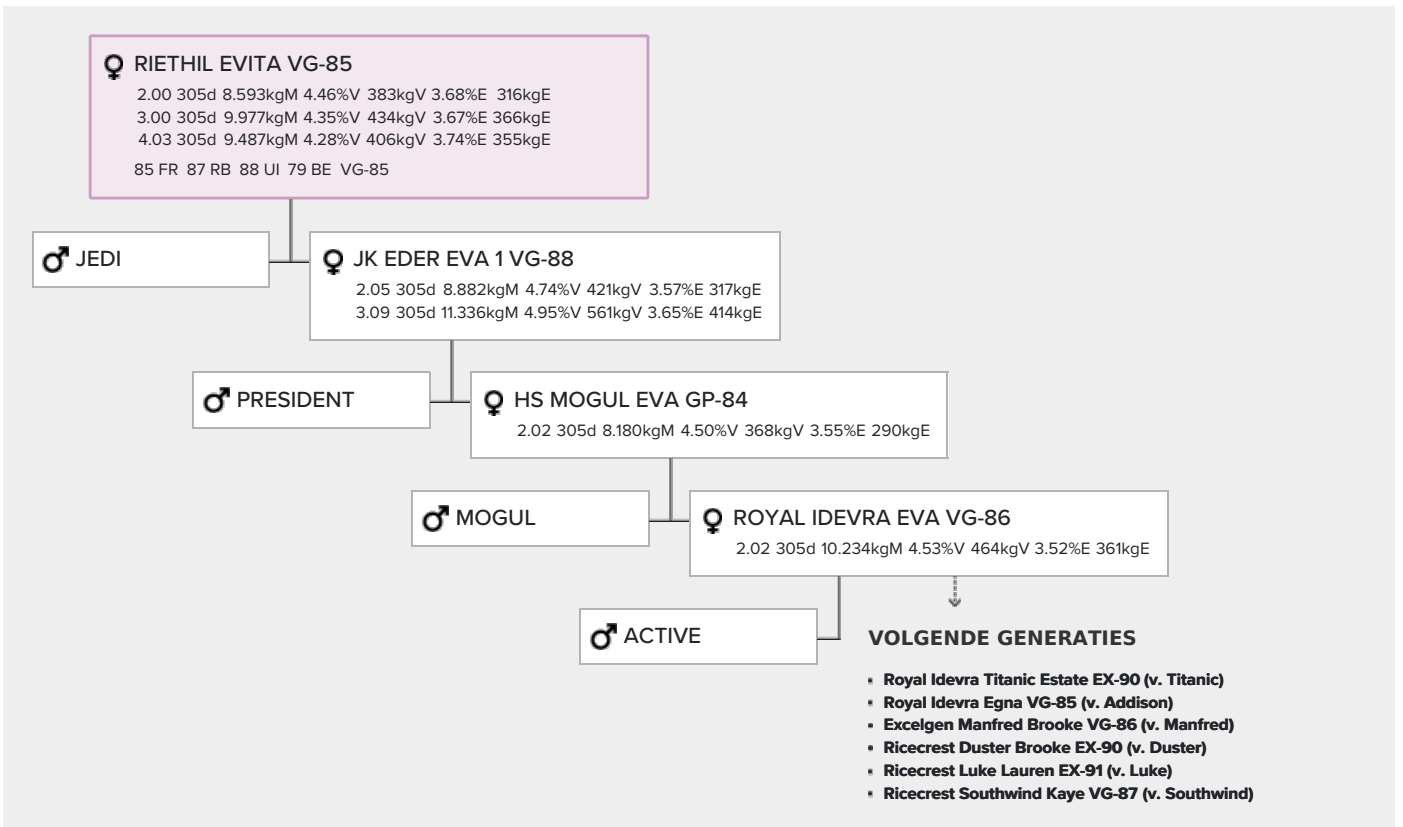 RIETHIL EVITA VG-85
2.00 305d 8.593kgM 4.46%V 383kgV 3.68%E 316kgE
3.00 305d 9.977kgM 4.35%V 434kgV 3.67%E 366kgE
4.03 305d 9.487kgM 4.28%V 406kgV 3.74%E 355kgE
85 FR 87 RB 88 UI 79 BE VG-85
JEDI
JK EDER EVA 1 VG-88
2.05 305d 8.882kgM 4.74%V 421kgV 3.57%E 317kgE
3.09 305d 11.336kgM 4.95%V 561kgV 3.65%E 414kgE
PRESIDENT
HS MOGUL EVA GP-84
2.02 305d 8.180kgM 4.50%V 368kgV 3.55%E 290kgE
MOGUL
ROYAL IDEVRA EVA VG-86
2.02 305d 10.234kgM 4.53%V 464kgV 3.52%E 361kgE
ACTIVE
VOLGENDE GENERATIES
▪ Royal Idevra Titanic Estate EX-90 (v. Titanic)
▪ Royal Idevra Egna VG-85 (v. Addison)
▪ Excelgen Manfred Brooke VG-86 (v. Manfred)
▪ Ricecrest Duster Brooke EX-90 (v. Duster)
▪ Ricecrest Luke Lauren EX-91 (v. Luke)
▪ Ricecrest Southwind Kaye VG-87 (v. Southwind)